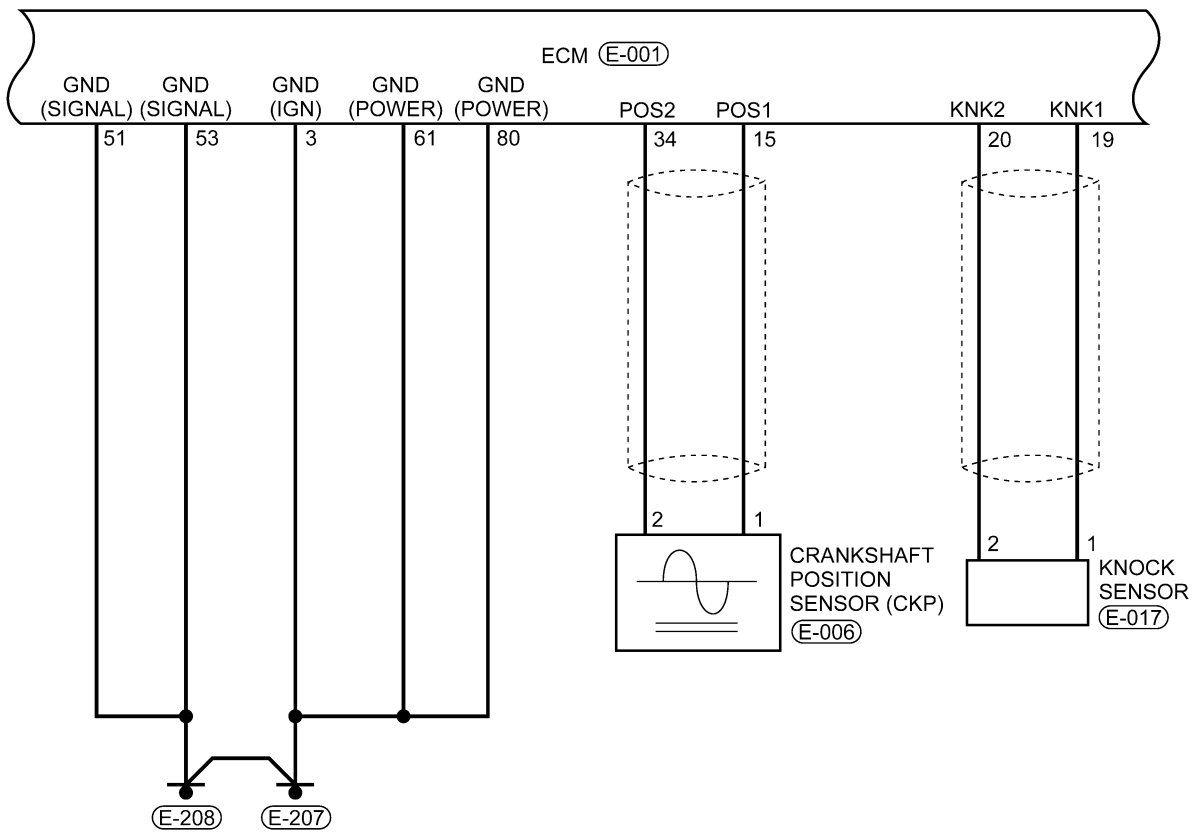 ECM E-001
GND
(SIGNAL)
GND
(SIGNAL)
GND
(IGN)
GND
(POWER)
GND
(POWER)
POS2
POS1
KNK2
KNK1
51
53
3
61
80
34
15
20
19
2
1
2
1
CRANKSHAFT
POSITION
SENSOR (CKP)
E-006
KNOCK
SENSOR
E-017
E-208
E-207